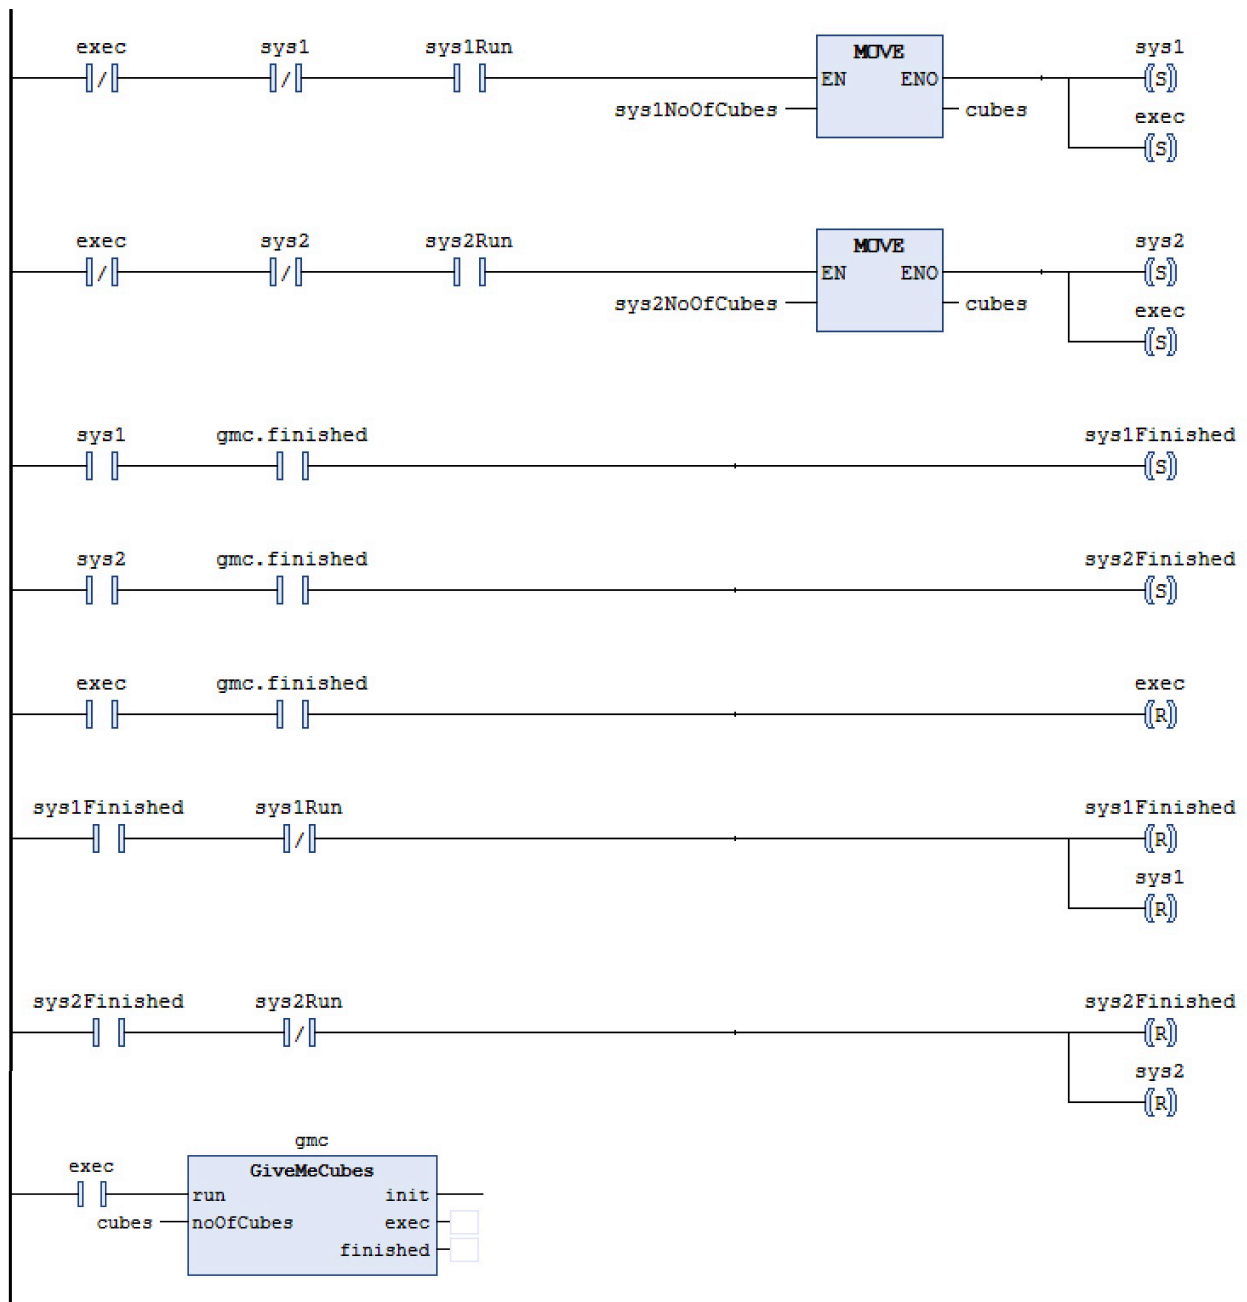 exec sys1 sys1Run MOVE sys1
/ / EN ENO S
sys1NoOfCubes cubes exec
S
exec sys2 sys2Run MOVE sys2
/ / EN ENO S
sys2NoOfCubes cubes exec
S
sys1 gmc.finished sys1Finished
S
sys2 gmc.finished sys2Finished
S
exec gmc.finished exec
R
sys1Finished sys1Run sys1Finished
/ R
sys1
R
sys2Finished sys2Run sys2Finished
/ R
sys2
R
gmc
exec GiveMeCubes
run init
cubes noOfCubes exec
finished